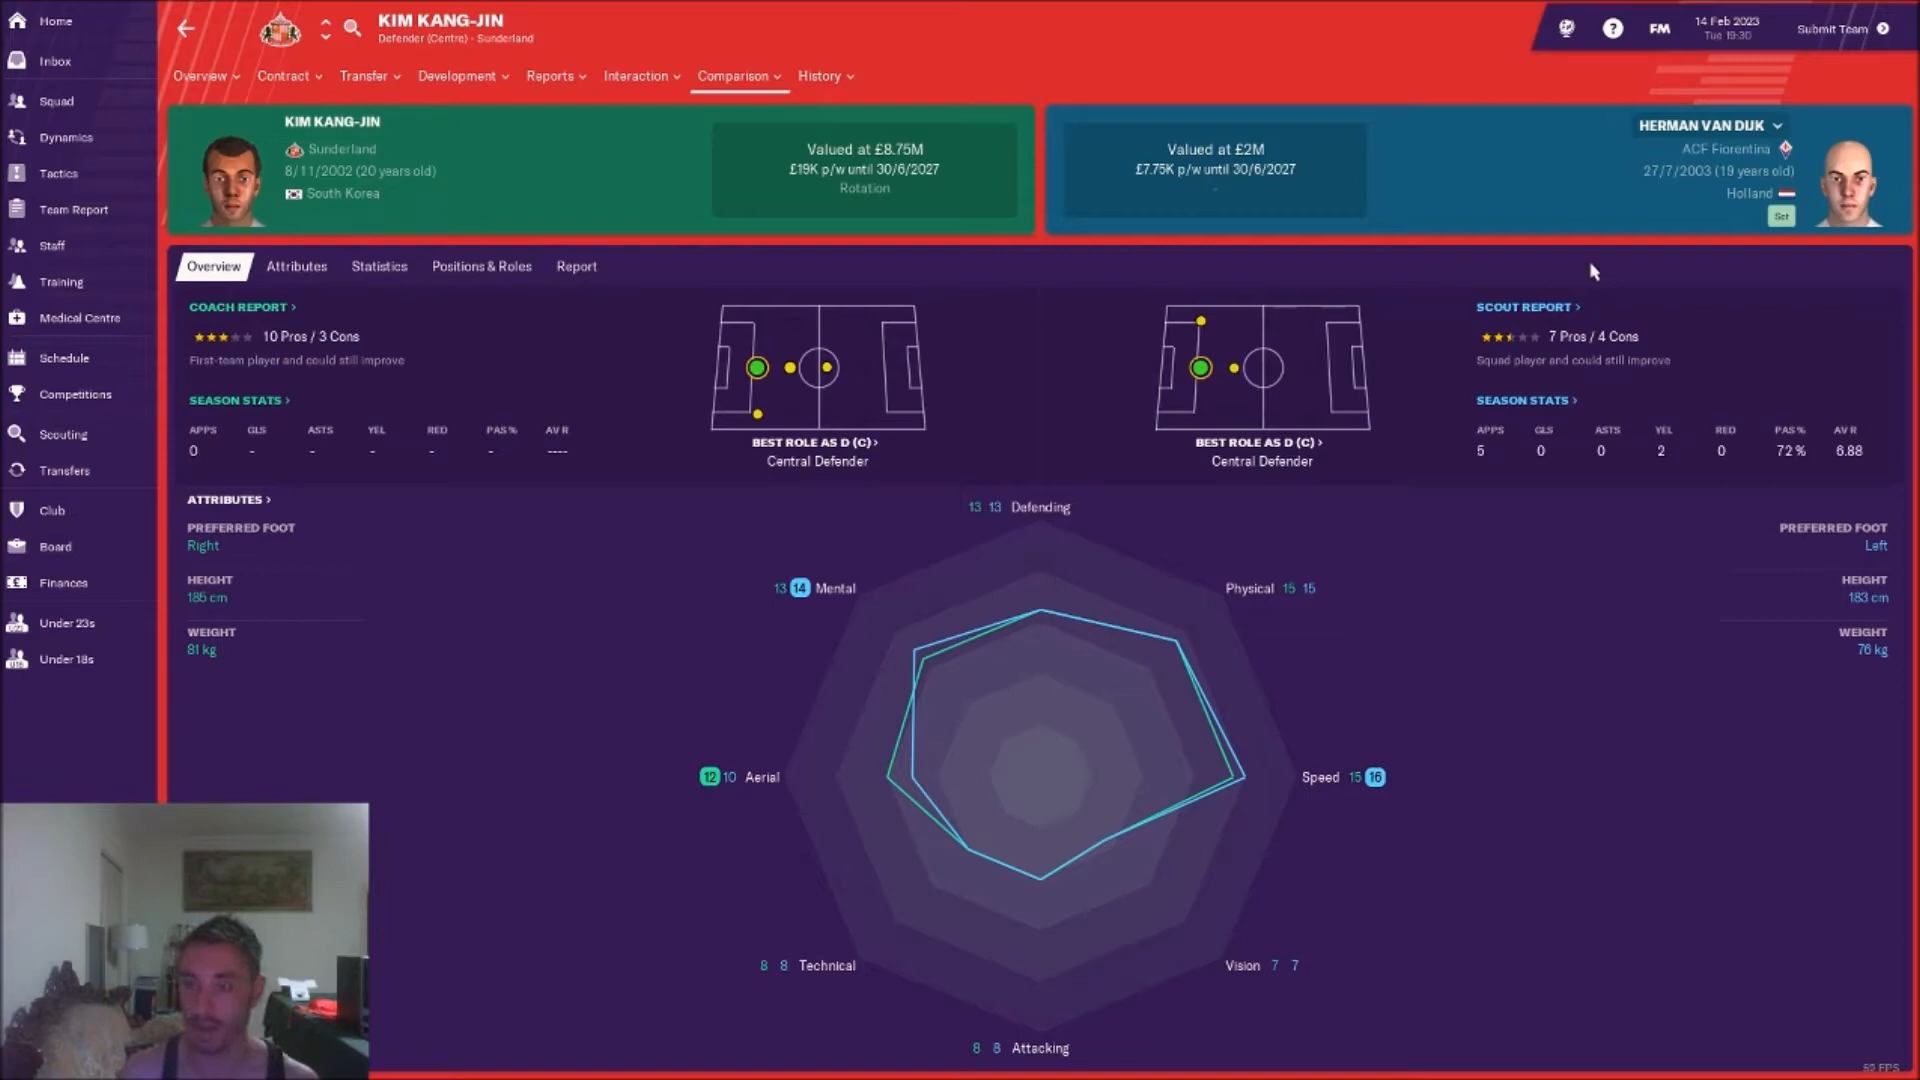 Home
Inbox
Squad
Dynamics
Tactics
Team Report
Staff
Training
Medical Centre
Schedule
Competitions
Scouting
Transfers
Club
Board
Finances
Under 23s
Under 18s
KIM KANG-JIN
Defender (Centre) - Sunderland
FM
14 Feb 2023
Tue 19:30
Submit Team
Overview Contract Transfer Development Reports Interaction Comparison History
KIM KANG-JIN
Sunderland
8/11/2002 (20 years old)
South Korea
Valued at £8.75M
£19K p/w until 30/6/2027
Rotation
Valued at £2M
£7.75K p/w until 30/6/2027
-
HERMAN VAN DIJK
ACF Fiorentina
27/7/2003 (19 years old)
Holland
Sct
Overview Attributes Statistics Positions & Roles Report
COACH REPORT >
10 Pros / 3 Cons
First-team player and could still improve
SEASON STATS >
APPS GLS ASTS YEL RED PAS % AV R
0 - - - - - ----
BEST ROLE AS D (C) >
Central Defender
BEST ROLE AS D (C) >
Central Defender
SCOUT REPORT >
7 Pros / 4 Cons
Squad player and could still improve
SEASON STATS >
APPS GLS ASTS YEL RED PAS % AV R
5 0 0 2 0 72 % 6.88
ATTRIBUTES >
PREFERRED FOOT
Right
HEIGHT
185 cm
WEIGHT
81 kg
13 13 Defending
13 14 Mental
Physical 15 15
12 10 Aerial
Speed 15 16
8 8 Technical
Vision 7 7
8 8 Attacking
PREFERRED FOOT
Left
HEIGHT
183 cm
WEIGHT
76 kg